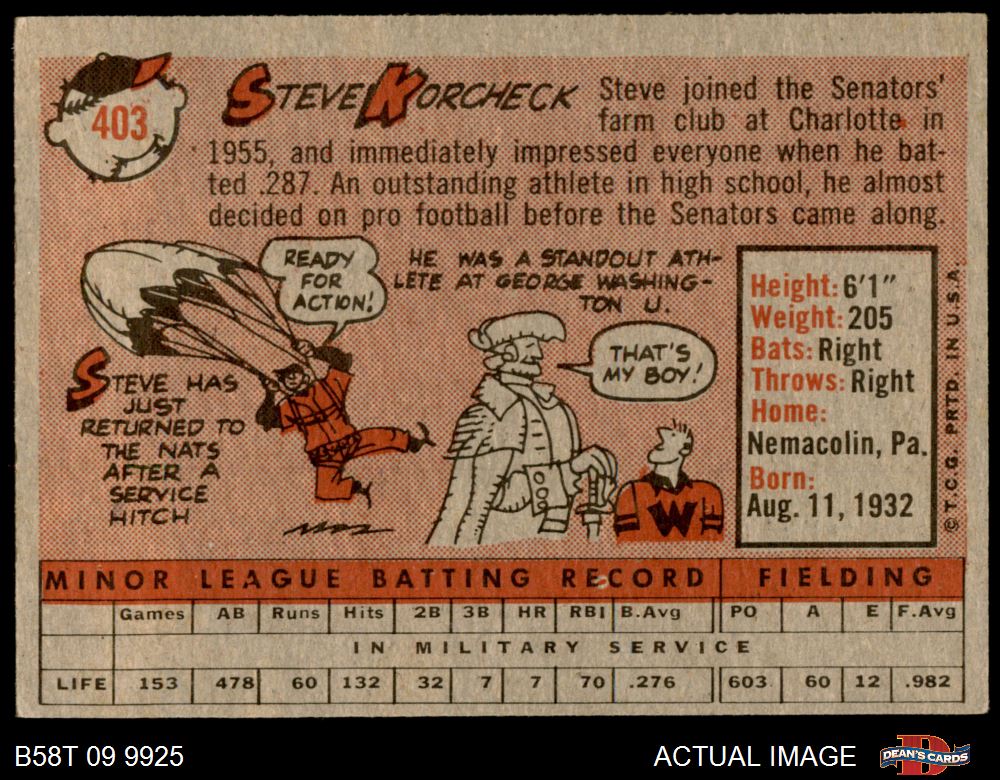 403
STEVE KORCHECK
Steve joined the Senators'
farm club at Charlotte in
1955, and immediately impressed everyone when he bat-
ted .287. An outstanding athlete in high school, he almost
decided on pro football before the Senators came along.
READY
FOR
ACTION!
HE WAS A STANDOUT ATH-
LETE AT GEORGE WASHING-
TON U.
STEVE HAS
JUST
RETURNED TO
THE NATS
AFTER A
SERVICE
HITCH
THAT'S
MY BOY!
W
Height: 6'1"
Weight: 205
Bats: Right
Throws: Right
Home:
Nemacolin, Pa.
Born:
Aug. 11, 1932
© T.C.G. PRTD. IN U.S.A.
MINOR LEAGUE BATTING RECORD FIELDING
Games AB Runs Hits 2B 3B HR RBI B.Avg PO A E F.Avg
IN MILITARY SERVICE
LIFE 153 478 60 132 32 7 7 70 .276 603 60 12 .982
B58T 09 9925
ACTUAL IMAGE
DEAN'S CARDS